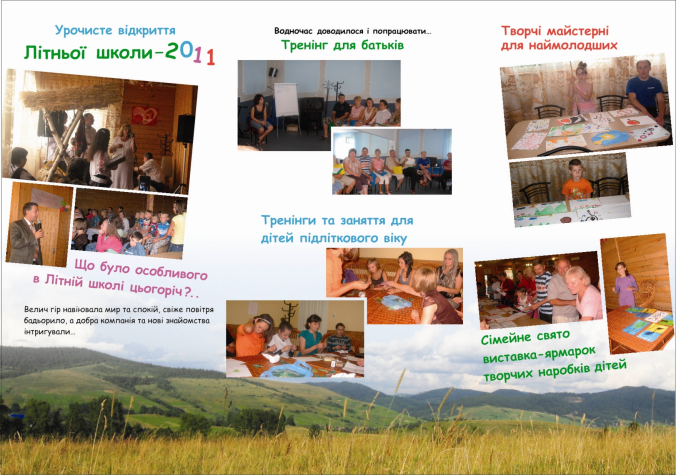 Урочисте відкриття
Літньої школи-2011
Що було особливого
в Літній школі цьогоріч?..
Велич гір навіювала мир та спокій, свіже повітря
бадьорило, а добра компанія та нові знайомства
інтригували…
Водночас доводилося і попрацювати…
Тренінг для батьків
Тренінги та заняття для
дітей підліткового віку
Творчі майстерні
для наймолодших
Сімейне свято
виставка-ярмарок
творчих наробків дітей